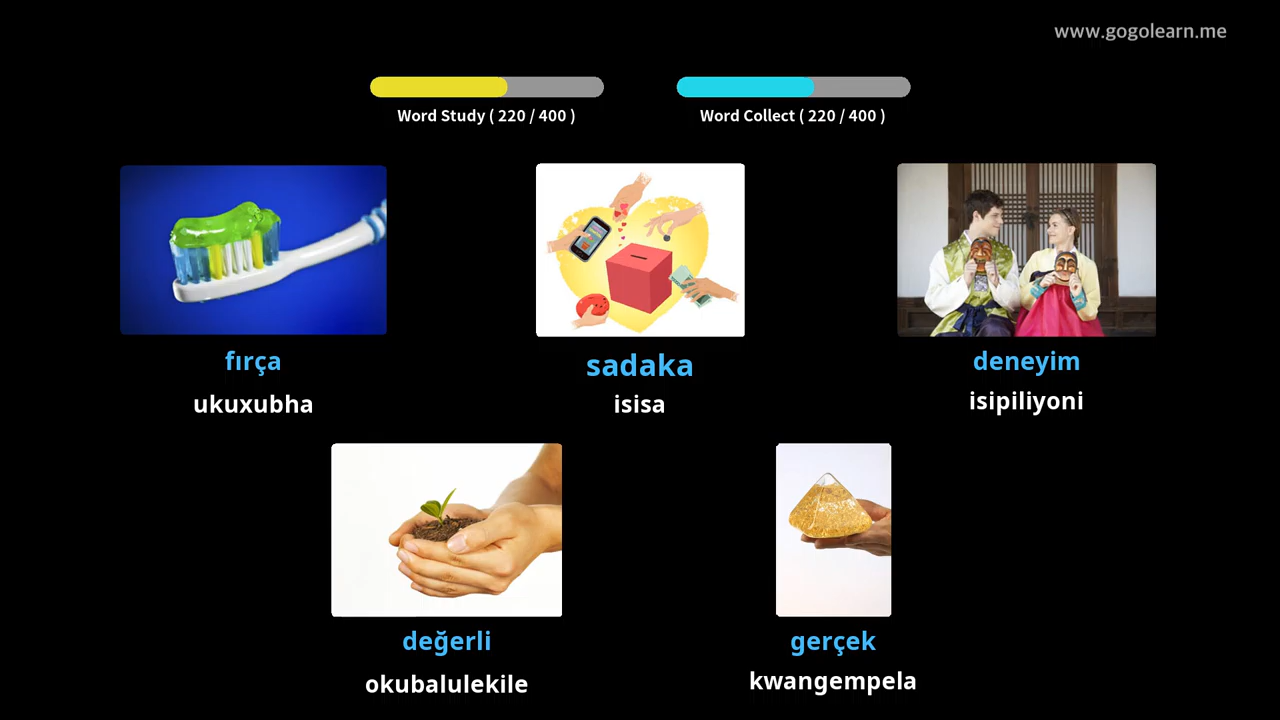 www.gogolearn.me
Word Study ( 220 / 400 )
Word Collect ( 220 / 400 )
fırça
ukuxubha
sadaka
isisa
deneyim
isipiliyoni
değerli
okubalulekile
gerçek
kwangempela